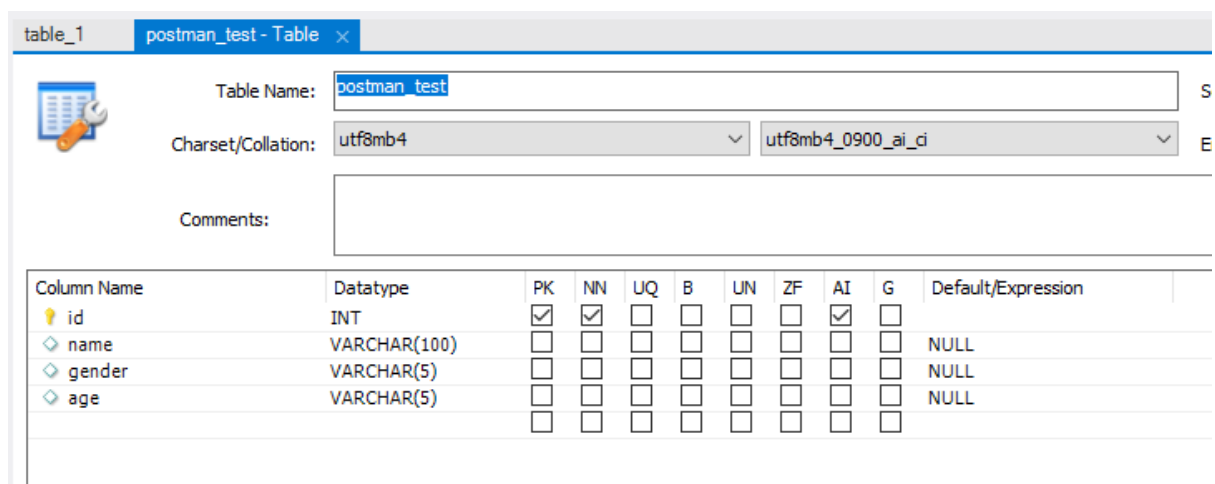 table_1 postman_test - Table ×
Table Name: postman_test S
Charset/Collation: utf8mb4 utf8mb4_0900_ai_ci E
Comments:
Column Name Datatype PK NN UQ B UN ZF AI G Default/Expression
id INT
name VARCHAR(100) NULL
gender VARCHAR(5) NULL
age VARCHAR(5) NULL